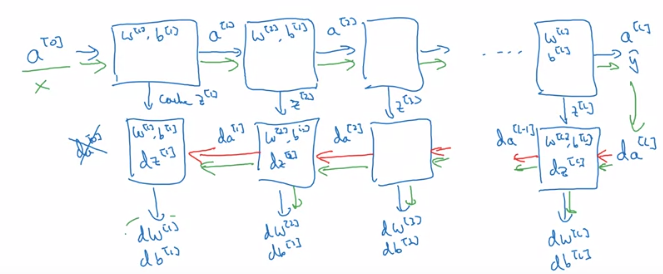 a^[0] w^[1], b^[1] a^[1] w^[2], b^[2] a^[2] .... w^[L] a^[L]
x b^[L] ŷ
cache z^[1] z^[2] z^[3] z^[L]
da^[0] w^[1], b^[1] da^[1] w^[2], b^[2] da^[2] da^[L-1] w^[L], b^[L] da^[L]
dz^[1] dz^[2] dz^[L]
dw^[1] dw^[2] dw^[3] dw^[L]
db^[1] db^[2] db^[3] db^[L]